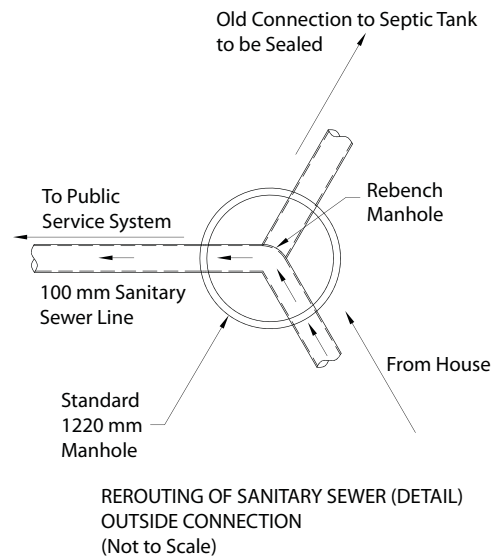 Old Connection to Septic Tank
to be Sealed
To Public
Service System
Rebench
Manhole
100 mm Sanitary
Sewer Line
From House
Standard
1220 mm
Manhole
REROUTING OF SANITARY SEWER (DETAIL)
OUTSIDE CONNECTION
(Not to Scale)